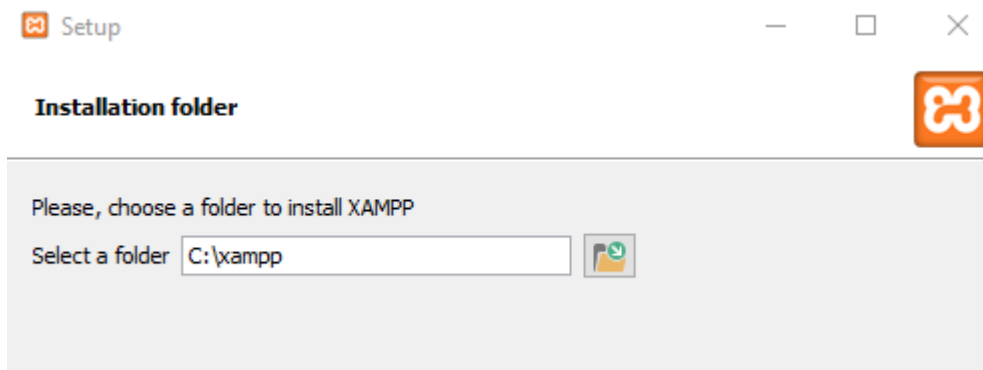 Setup
Installation folder
Please, choose a folder to install XAMPP
Select a folder C:\xampp